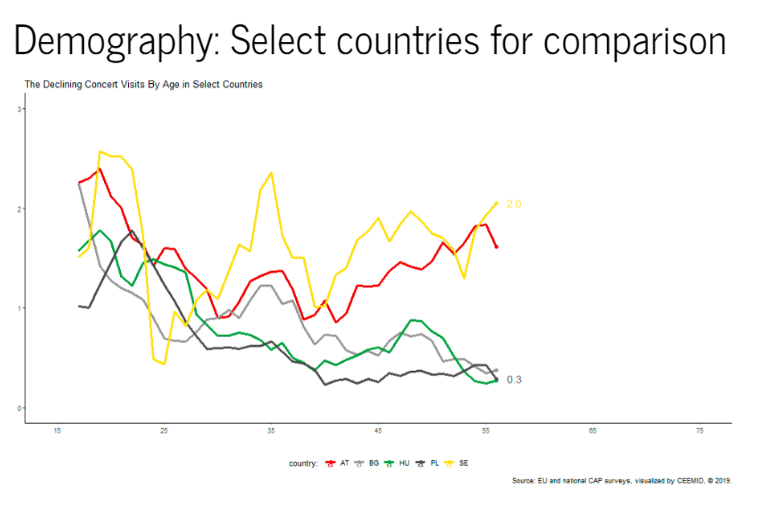 Demography: Select countries for comparison
The Declining Concert Visits By Age in Select Countries
3
2
1
0
2.0
0.3
15 25 35 45 55 65 75
country: AT BG HU PL SE
Source: EU and national CAP surveys, visualized by CEEMID, © 2019.